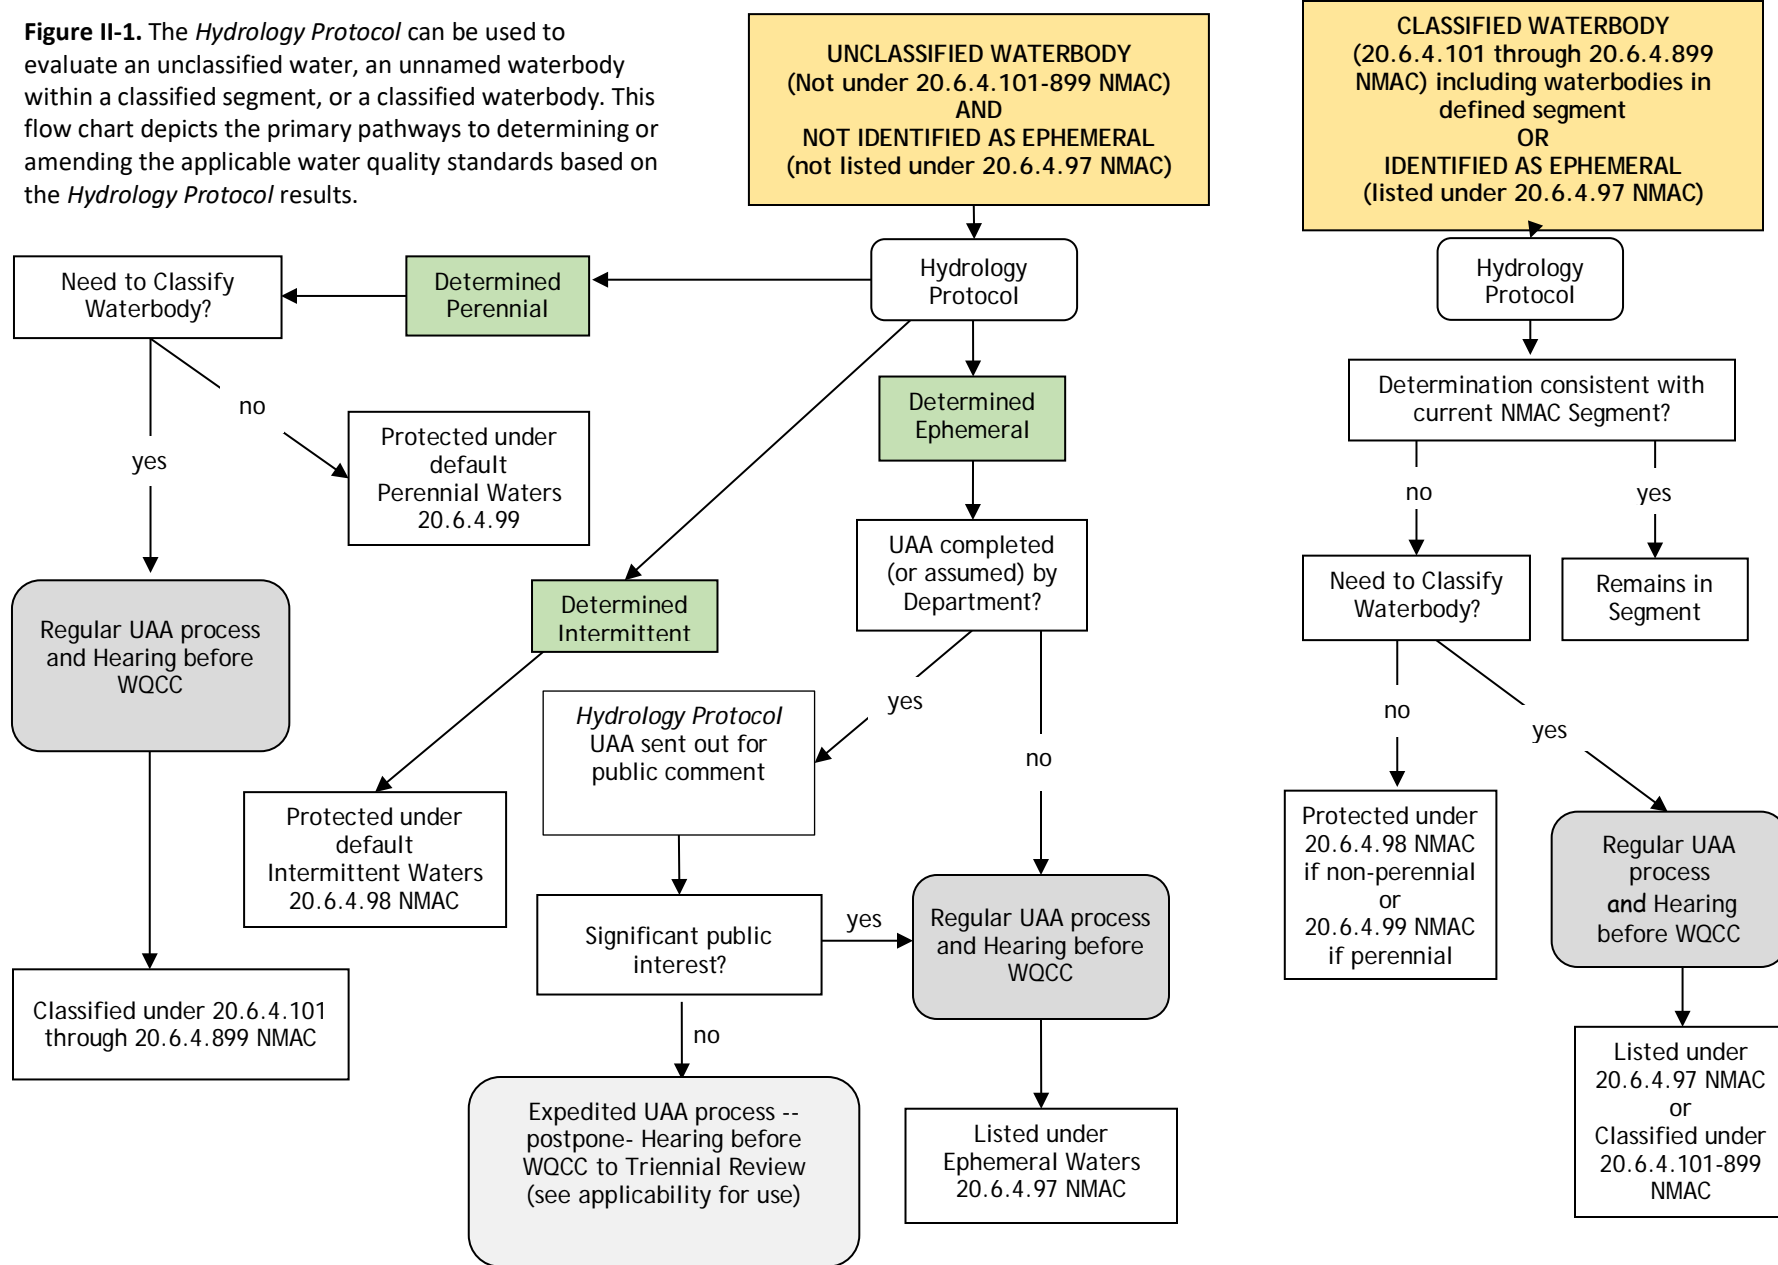 Figure II-1. The Hydrology Protocol can be used to
evaluate an unclassified water, an unnamed waterbody
within a classified segment, or a classified waterbody. This
flow chart depicts the primary pathways to determining or
amending the applicable water quality standards based on
the Hydrology Protocol results.
UNCLASSIFIED WATERBODY
(Not under 20.6.4.101-899 NMAC)
AND
NOT IDENTIFIED AS EPHEMERAL
(not listed under 20.6.4.97 NMAC)
CLASSIFIED WATERBODY
(20.6.4.101 through 20.6.4.899
NMAC) including waterbodies in
defined segment
OR
IDENTIFIED AS EPHEMERAL
(listed under 20.6.4.97 NMAC)
Need to Classify
Waterbody?
Determined
Perennial
Hydrology
Protocol
Hydrology
Protocol
yes
no
Protected under
default
Perennial Waters
20.6.4.99
Determined
Ephemeral
Determination consistent with
current NMAC Segment?
no
yes
UAA completed
(or assumed) by
Department?
Need to Classify
Waterbody?
Remains in
Segment
Regular UAA process
and Hearing before
WQCC
Determined
Intermittent
yes
no
Hydrology Protocol
UAA sent out for
public comment
no
yes
Protected under
default
Intermittent Waters
20.6.4.98 NMAC
Protected under
20.6.4.98 NMAC
if non-perennial
or
20.6.4.99 NMAC
if perennial
Regular UAA
process
and Hearing
before WQCC
Significant public
interest?
yes
Regular UAA process
and Hearing before
WQCC
Classified under 20.6.4.101
through 20.6.4.899 NMAC
no
Expedited UAA process --
postpone- Hearing before
WQCC to Triennial Review
(see applicability for use)
Listed under
Ephemeral Waters
20.6.4.97 NMAC
Listed under
20.6.4.97 NMAC
or
Classified under
20.6.4.101-899
NMAC